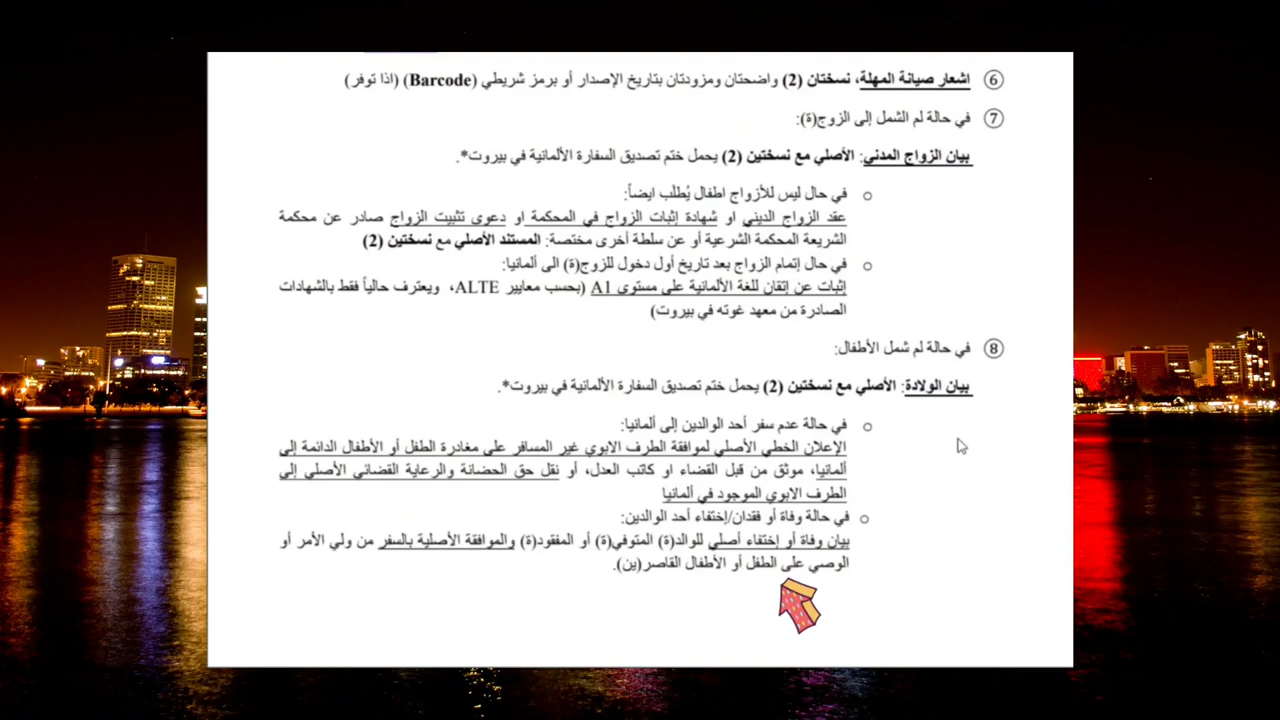 ⑥ اشعار صيانة المهلة، نسختان (2) واضحتان ومزودتان بتاريخ الإصدار أو برمز شريطي (Barcode) (اذا توفر)
⑦ في حالة لم الشمل إلى الزوج(ة):
بيان الزواج المدني: الأصلي مع نسختين (2) يحمل ختم تصديق السفارة الألمانية في بيروت*.
○ في حال ليس للأزواج اطفال يُطلَب ايضاً:
عقد الزواج الديني او شهادة إثبات الزواج في المحكمة او دعوى تثبيت الزواج صادر عن محكمة
الشريعة المحكمة الشرعية أو عن سلطة أخرى مختصة: المستند الأصلي مع نسختين (2)
○ في حال إتمام الزواج بعد تاريخ أول دخول للزوج(ة) الى ألمانيا:
إثبات عن إتقان للغة الألمانية على مستوى A1 (بحسب معايير ALTE، ويعترف حالياً فقط بالشهادات
الصادرة من معهد غوته في بيروت)
⑧ في حالة لم شمل الأطفال:
بيان الولادة: الأصلي مع نسختين (2) يحمل ختم تصديق السفارة الألمانية في بيروت*.
○ في حالة عدم سفر أحد الوالدين إلى ألمانيا:
الإعلان الخطي الأصلي لموافقة الطرف الابوي غير المسافر على مغادرة الطفل أو الأطفال الدائمة إلى
ألمانيا، موثق من قبل القضاء او كاتب العدل، أو نقل حق الحضانة والرعاية القضائي الأصلي إلى
الطرف الابوي الموجود في ألمانيا
○ في حالة وفاة أو فقدان/إختفاء أحد الوالدين:
بيان وفاة أو إختفاء أصلي للوالد(ة) المتوفي(ة) أو المفقود(ة) والموافقة الأصلية بالسفر من ولي الأمر أو
الوصي على الطفل أو الأطفال القاصر(ين).